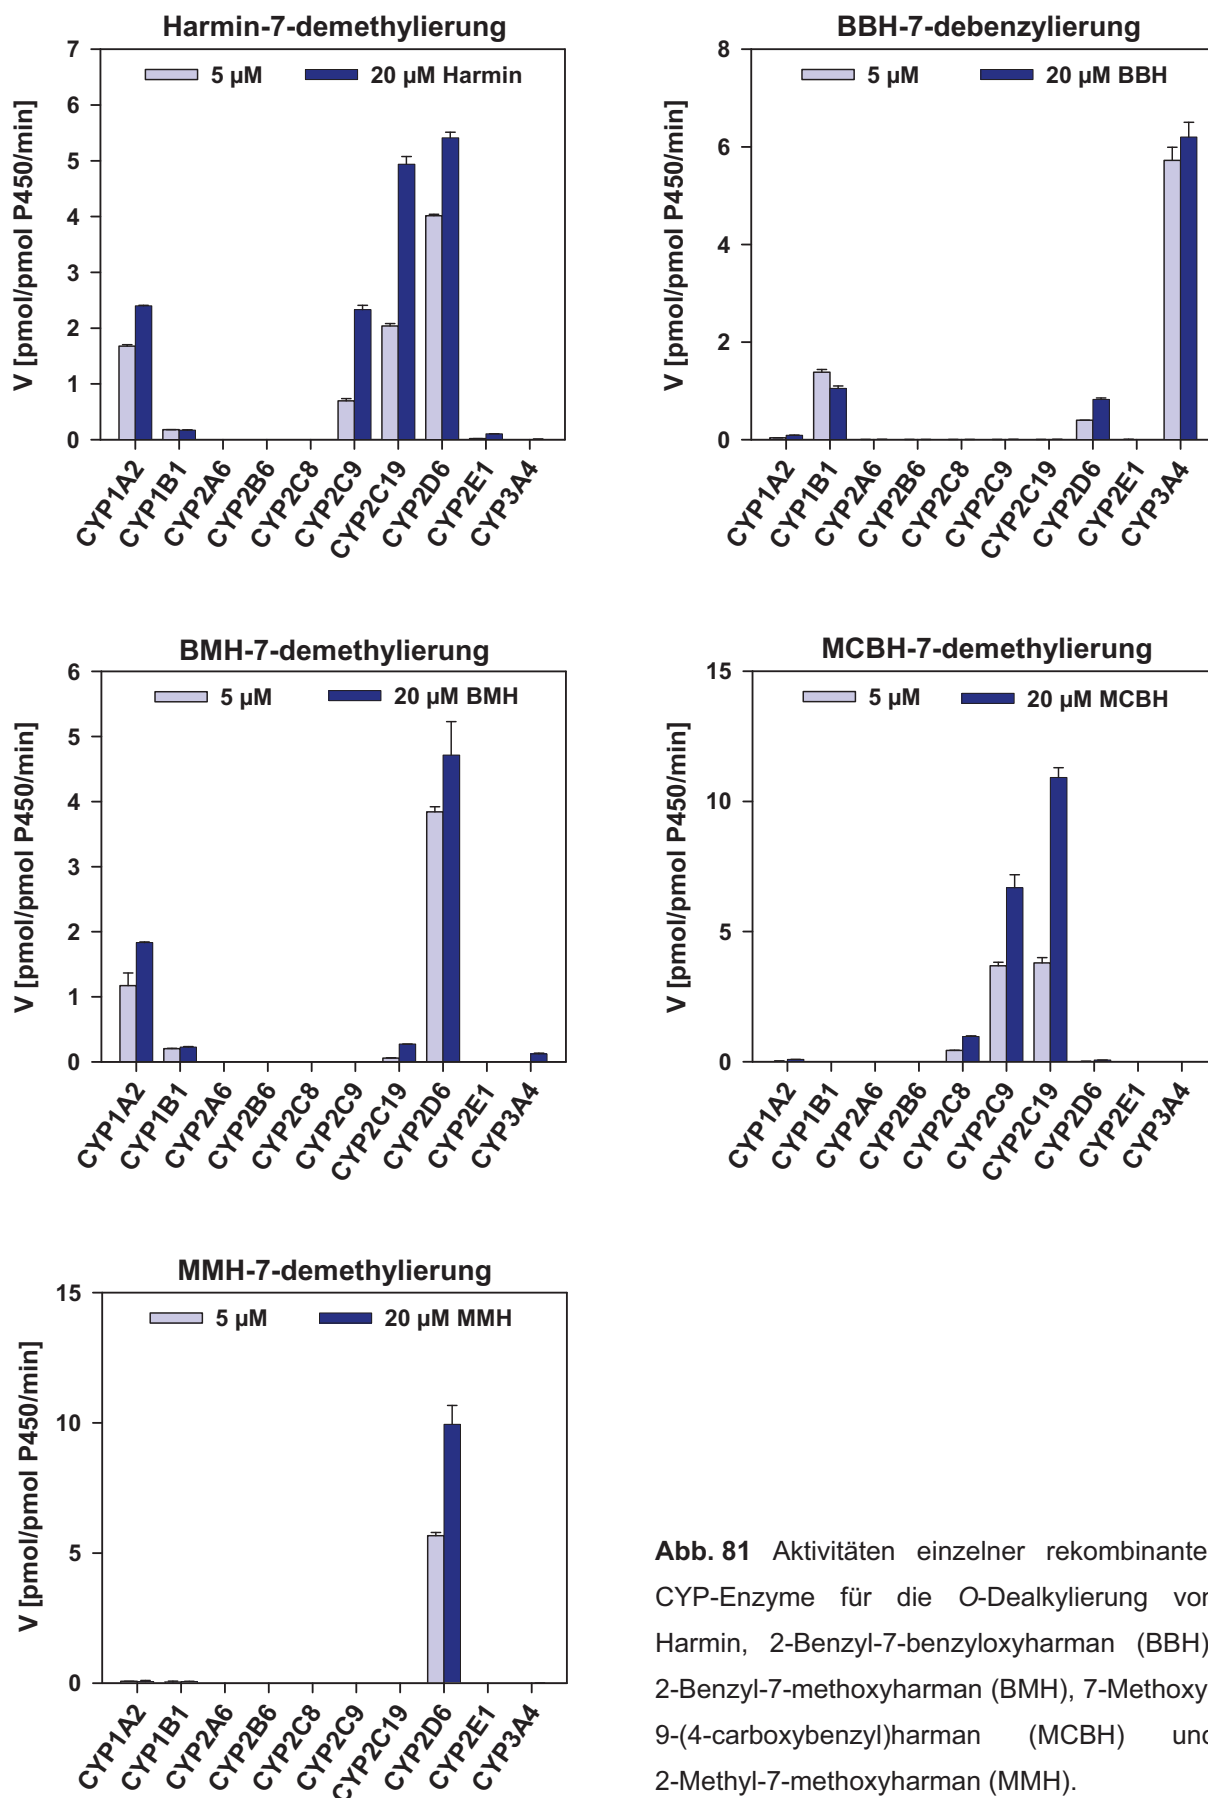 Harmin-7-demethylierung
7
6
5
4
3
2
1
0
V [pmol/pmol P450/min]
5 µM
20 µM Harmin
CYP1A2
CYP1B1
CYP2A6
CYP2B6
CYP2C8
CYP2C9
CYP2C19
CYP2D6
CYP2E1
CYP3A4
BBH-7-debenzylierung
8
6
4
2
0
V [pmol/pmol P450/min]
5 µM
20 µM BBH
CYP1A2
CYP1B1
CYP2A6
CYP2B6
CYP2C8
CYP2C9
CYP2C19
CYP2D6
CYP2E1
CYP3A4
BMH-7-demethylierung
6
5
4
3
2
1
0
V [pmol/pmol P450/min]
5 µM
20 µM BMH
CYP1A2
CYP1B1
CYP2A6
CYP2B6
CYP2C8
CYP2C9
CYP2C19
CYP2D6
CYP2E1
CYP3A4
MCBH-7-demethylierung
15
10
5
0
V [pmol/pmol P450/min]
5 µM
20 µM MCBH
CYP1A2
CYP1B1
CYP2A6
CYP2B6
CYP2C8
CYP2C9
CYP2C19
CYP2D6
CYP2E1
CYP3A4
MMH-7-demethylierung
15
10
5
0
V [pmol/pmol P450/min]
5 µM
20 µM MMH
CYP1A2
CYP1B1
CYP2A6
CYP2B6
CYP2C8
CYP2C9
CYP2C19
CYP2D6
CYP2E1
CYP3A4
Abb. 81 Aktivitäten einzelner rekombinante
CYP-Enzyme für die O-Dealkylierung von
Harmin, 2-Benzyl-7-benzyloxyharman (BBH)
2-Benzyl-7-methoxyharman (BMH), 7-Methoxy
9-(4-carboxybenzyl)harman (MCBH) und
2-Methyl-7-methoxyharman (MMH).